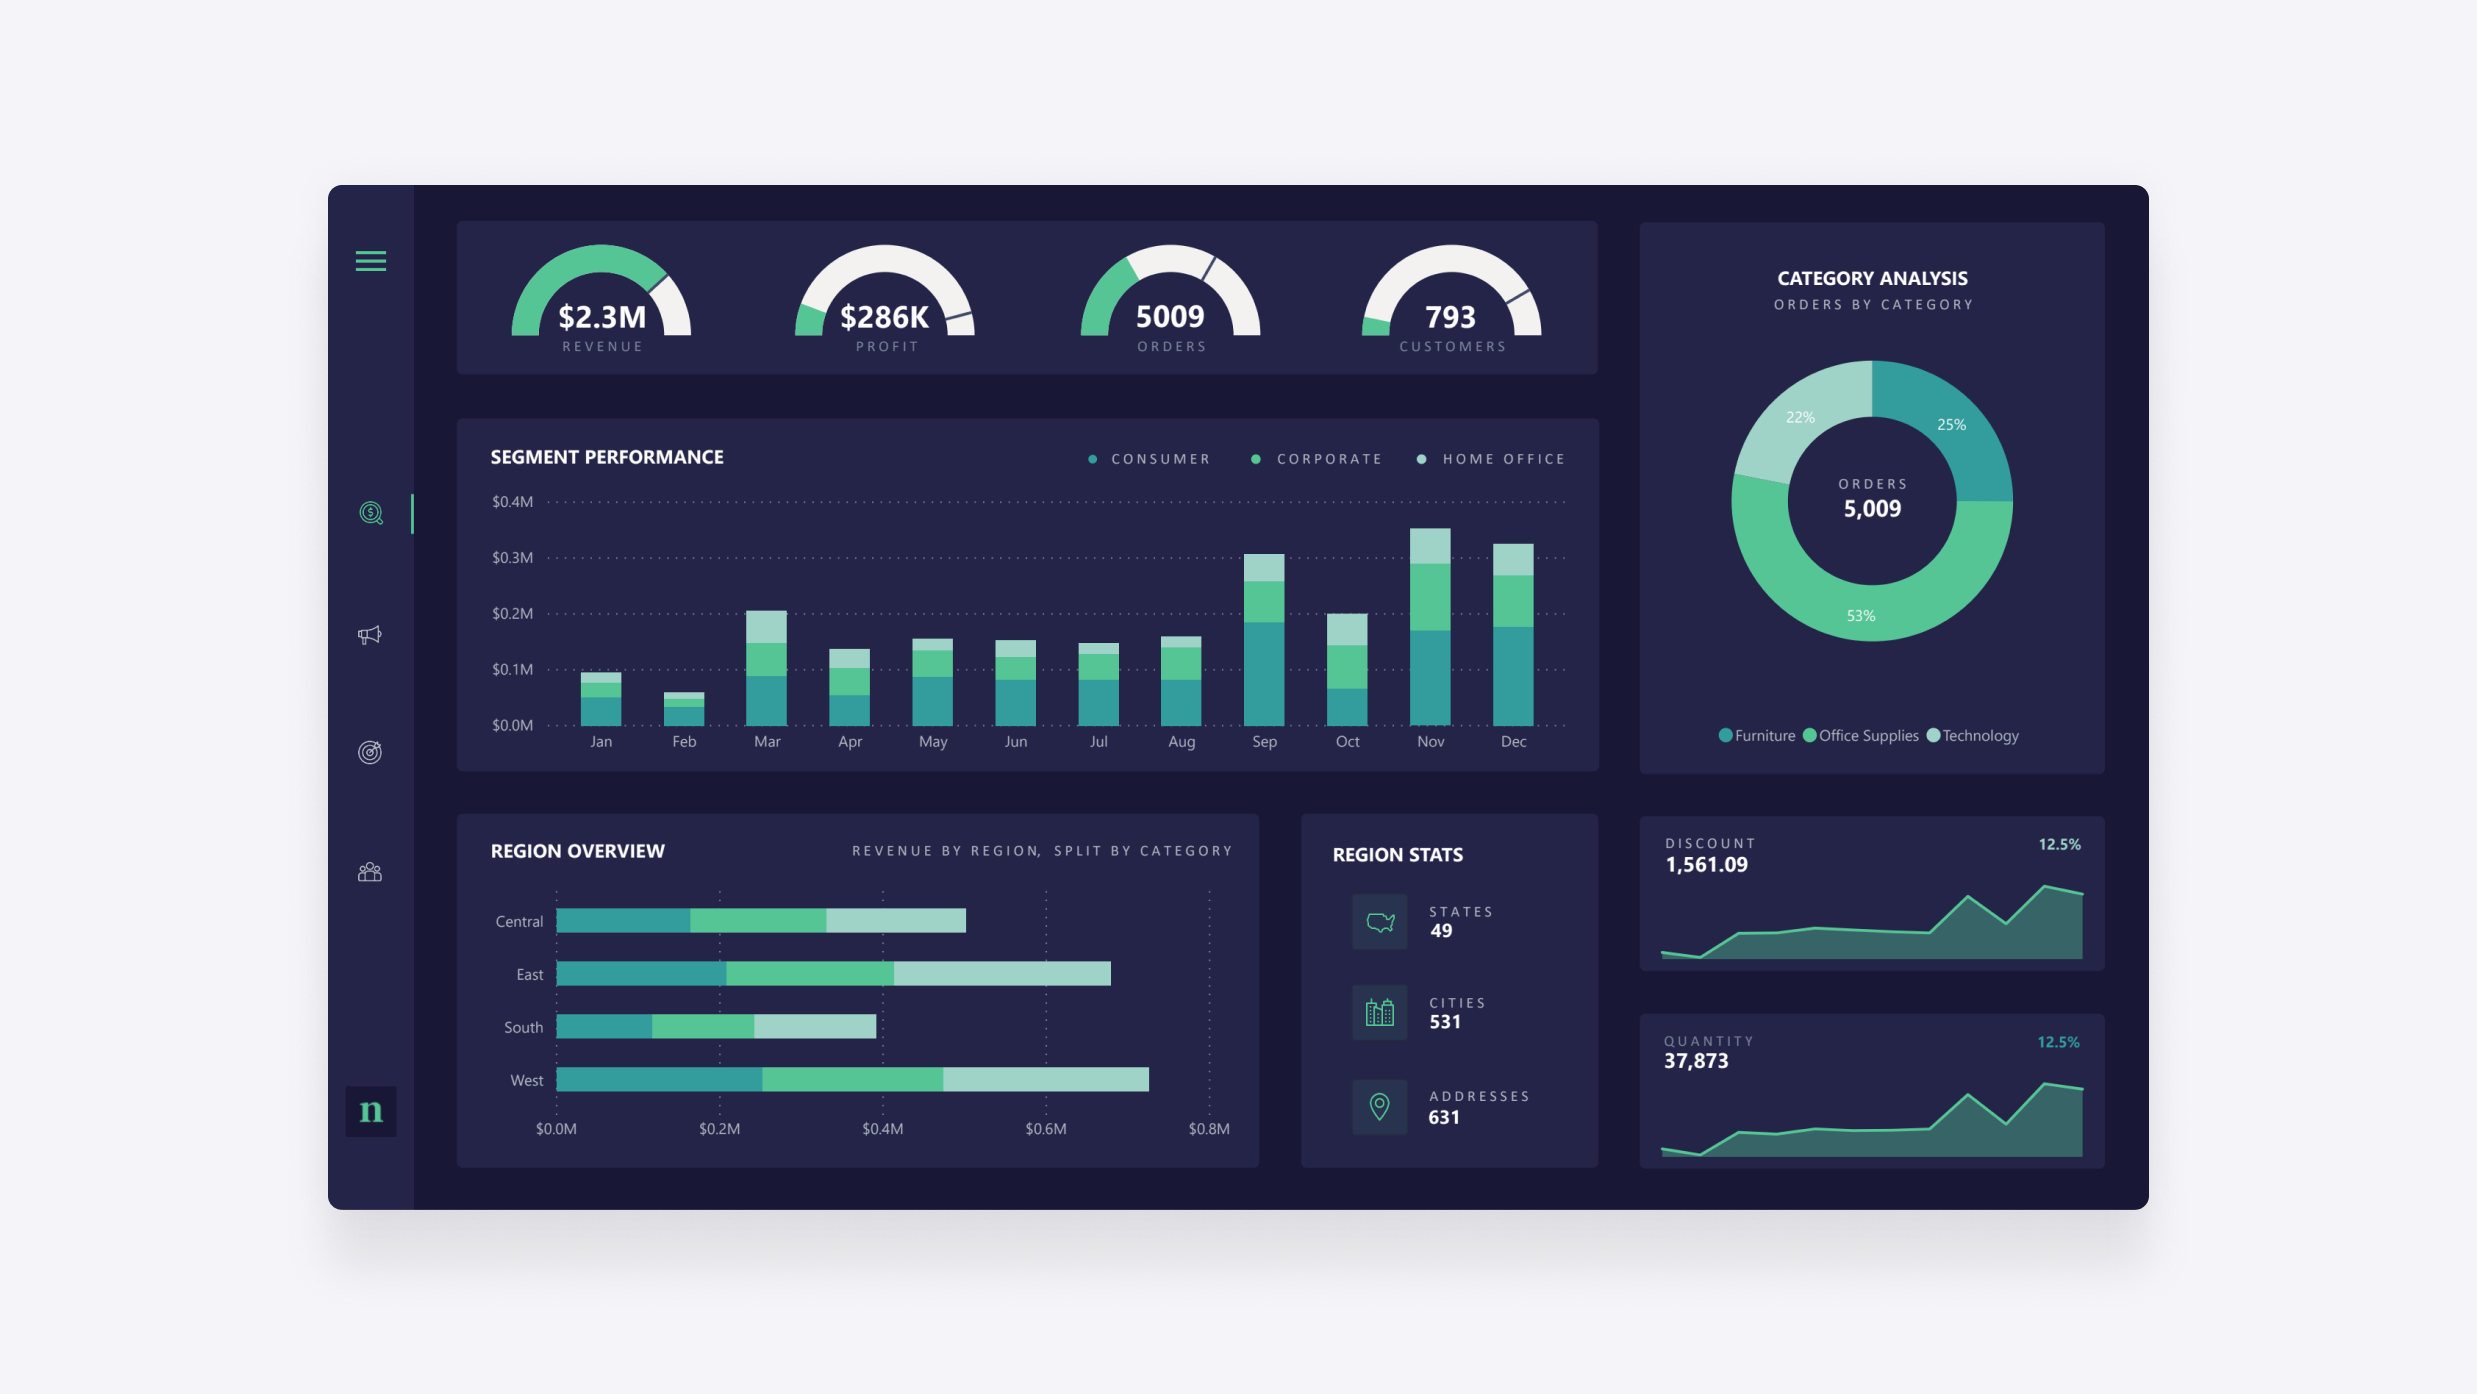 $2.3M
REVENUE
$286K
PROFIT
5009
ORDERS
793
CUSTOMERS
CATEGORY ANALYSIS
ORDERS BY CATEGORY
22%
25%
ORDERS
5,009
53%
Furniture Office Supplies Technology
SEGMENT PERFORMANCE
CONSUMER CORPORATE HOME OFFICE
$0.4M
$0.3M
$0.2M
$0.1M
$0.0M
Jan Feb Mar Apr May Jun Jul Aug Sep Oct Nov Dec
REGION OVERVIEW
REVENUE BY REGION, SPLIT BY CATEGORY
Central
East
South
West
$0.0M $0.2M $0.4M $0.6M $0.8M
REGION STATS
STATES
49
CITIES
531
ADDRESSES
631
DISCOUNT
1,561.09
12.5%
QUANTITY
37,873
12.5%
n